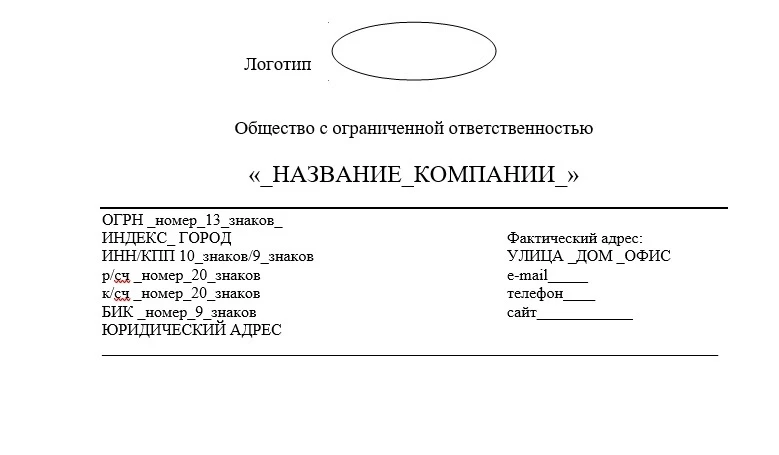 Логотип
Общество с ограниченной ответственностью
«_НАЗВАНИЕ_КОМПАНИИ_»
ОГРН _номер_13_знаков_
ИНДЕКС_ ГОРОД
ИНН/КПП 10_знаков/9_знаков
р/сч _номер_20_знаков
к/сч _номер_20_знаков
БИК _номер_9_знаков
ЮРИДИЧЕСКИЙ АДРЕС
Фактический адрес:
УЛИЦА _ДОМ _ОФИС
e-mail_____
телефон____
сайт____________